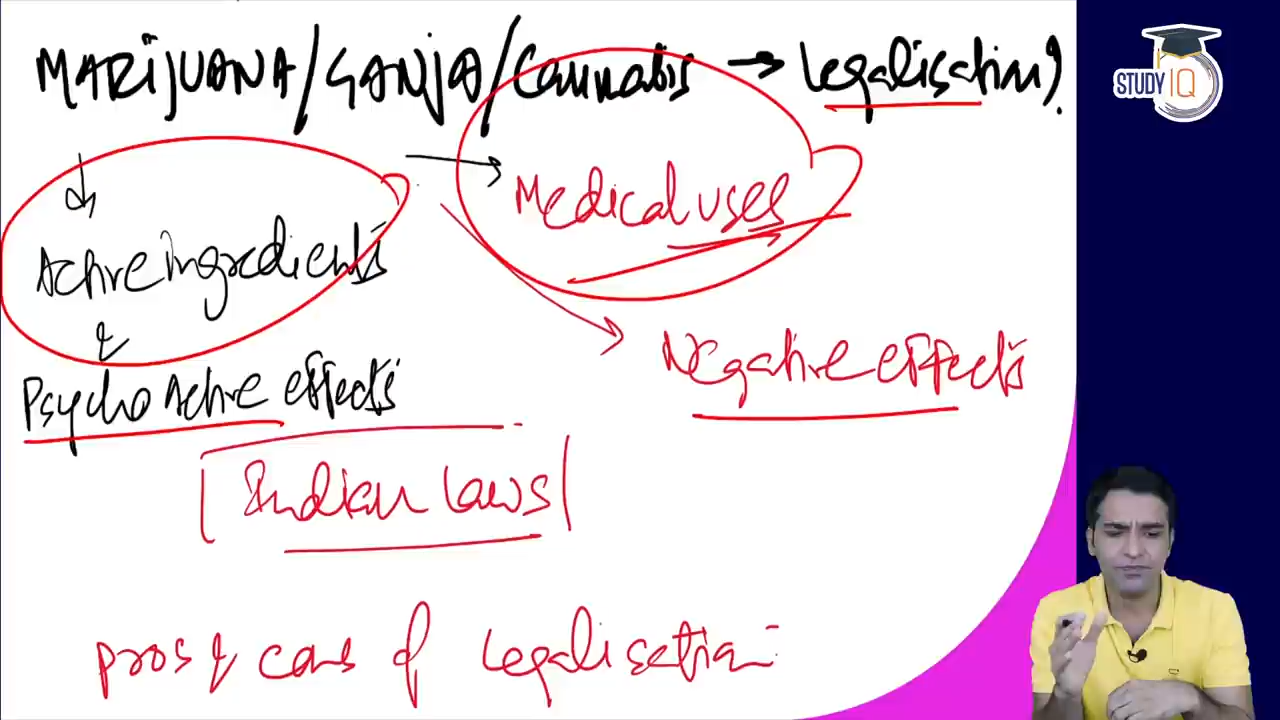 MARIJUANA/GANJA/Cannabis → Legalisation?
STUDY IQ
Medical uses
Active ingredients
&
Negative effects
PsychoActive effects
Indian Laws
pros & cons of legalisation